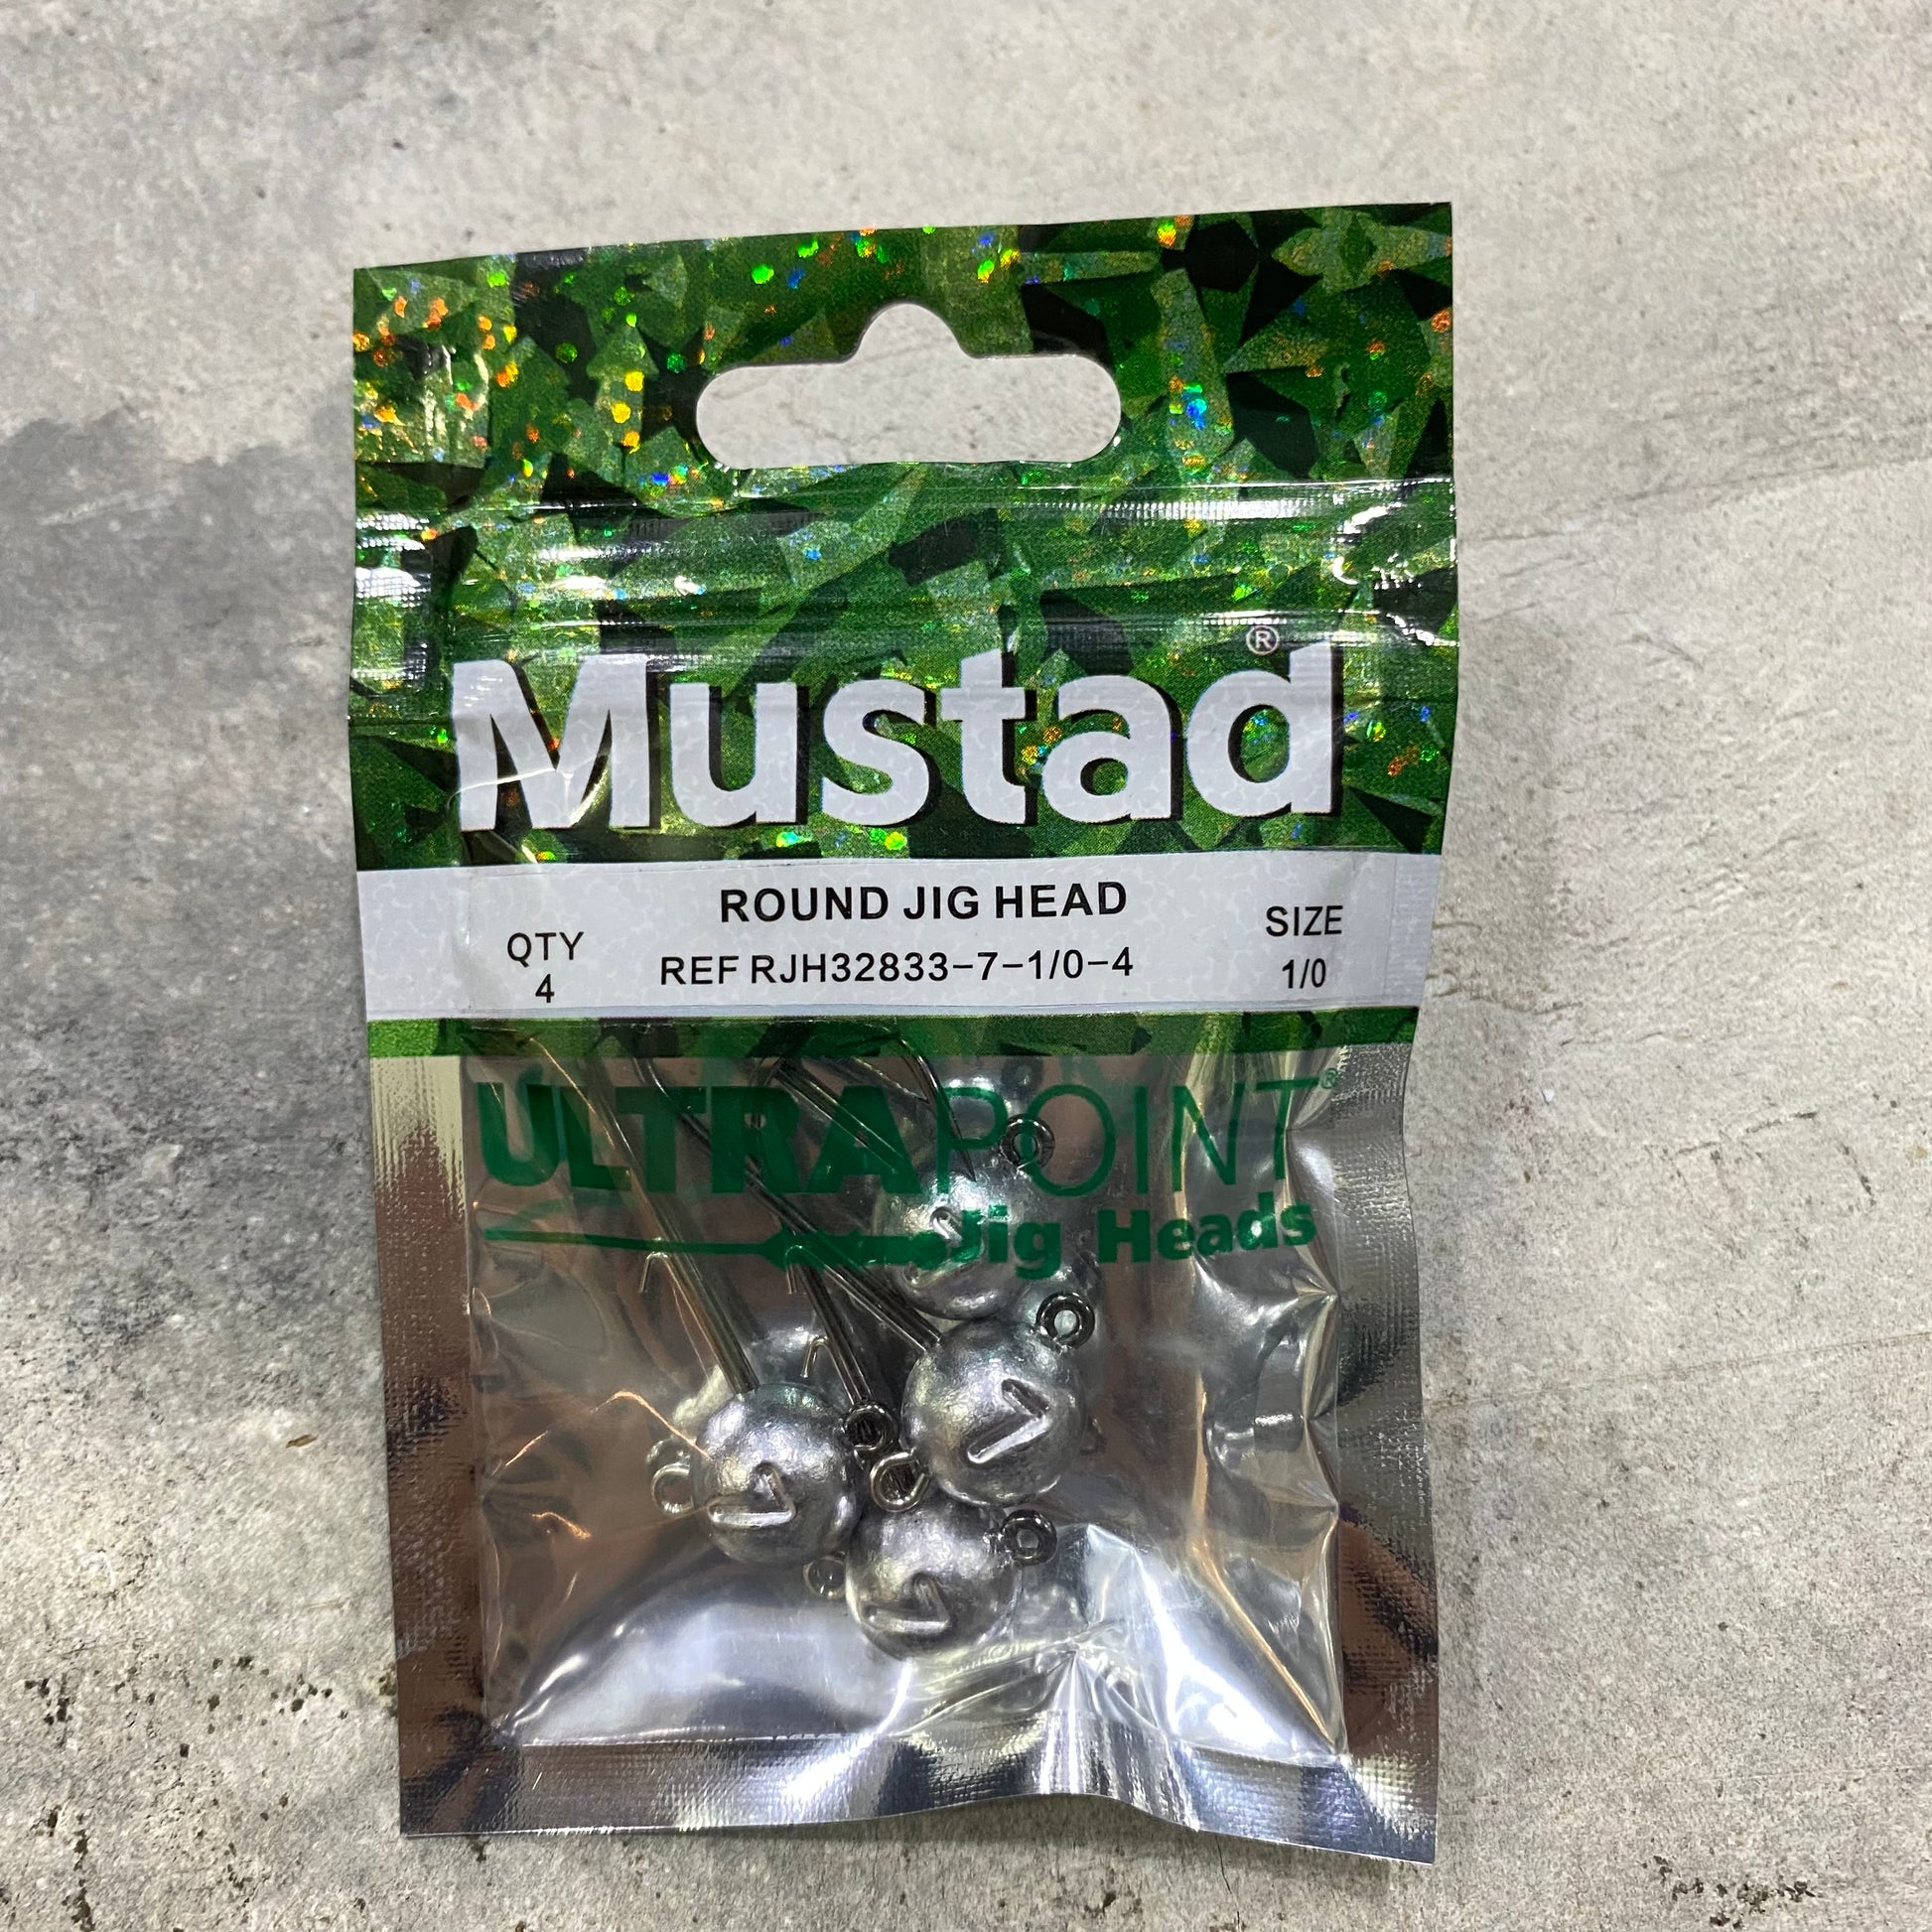 Mustad®
ROUND JIG HEAD
QTY
4
REF RJH32833-7-1/0-4
SIZE
1/0
ULTRAPOINT®
Jig Heads